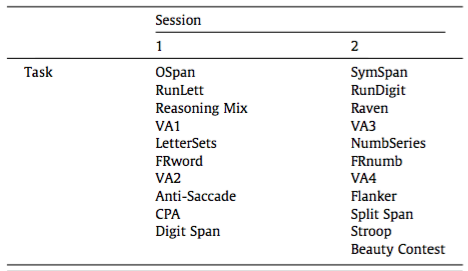 Session
1 2
Task OSpan SymSpan
RunLett RunDigit
Reasoning Mix Raven
VA1 VA3
LetterSets NumbSeries
FRword FRnumb
VA2 VA4
Anti-Saccade Flanker
CPA Split Span
Digit Span Stroop
Beauty Contest